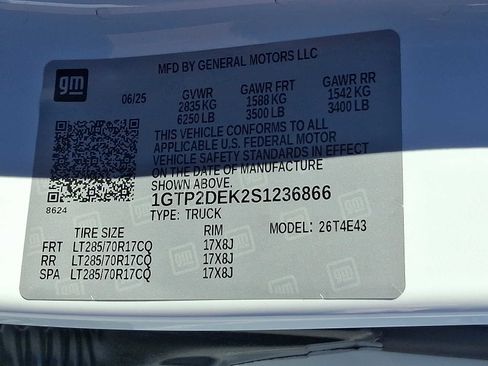 MFD BY GENERAL MOTORS LLC
gm
06/25 GVWR GAWR FRT GAWR RR
2835 KG 1588 KG 1542 KG
6250 LB 3500 LB 3400 LB
THIS VEHICLE CONFORMS TO ALL
APPLICABLE U.S. FEDERAL MOTOR
VEHICLE SAFETY STANDARDS IN EFFECT
ON THE DATE OF MANUFACTURE
SHOWN ABOVE.
8624 1GTP2DEK2S1236866
TYPE: TRUCK
TIRE SIZE RIM MODEL: 26T4E43
FRT LT285/70R17CQ 17X8J
RR LT285/70R17CQ 17X8J
SPA LT285/70R17CQ 17X8J